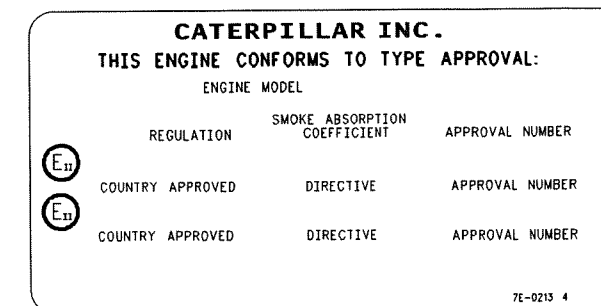 CATERPILLAR INC.
THIS ENGINE CONFORMS TO TYPE APPROVAL:
ENGINE MODEL
REGULATION SMOKE ABSORPTION COEFFICIENT APPROVAL NUMBER
E11
COUNTRY APPROVED DIRECTIVE APPROVAL NUMBER
E11
COUNTRY APPROVED DIRECTIVE APPROVAL NUMBER
7E-0213 4